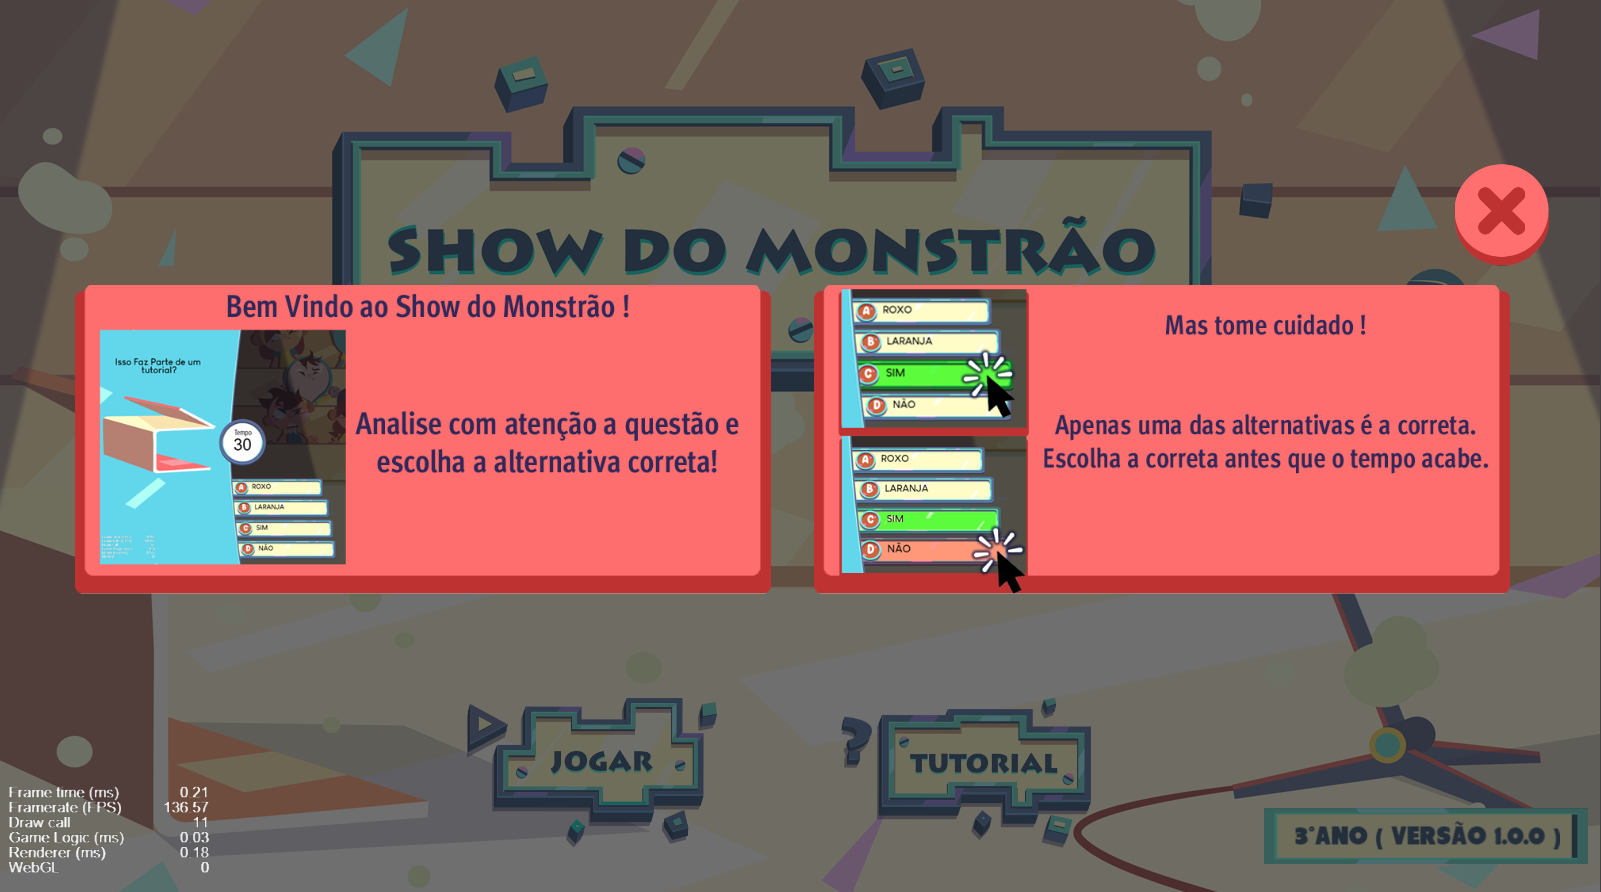 SHOW DO MONSTRÃO
Bem Vindo ao Show do Monstrão !
Isso Faz Parte de um
tutorial?
Tempo
30
A ROXO
B LARANJA
C SIM
D NÃO
Analise com atenção a questão e
escolha a alternativa correta!
A ROXO
B LARANJA
C SIM
D NÃO
A ROXO
B LARANJA
C SIM
D NÃO
Mas tome cuidado !
Apenas uma das alternativas é a correta.
Escolha a correta antes que o tempo acabe.
JOGAR
? TUTORIAL
Frame time (ms) 0.21
Framerate (FPS) 136.57
Draw call 11
Game Logic (ms) 0.03
Renderer (ms) 0.18
WebGL 0
3°ANO ( VERSÃO 1.0.0 )